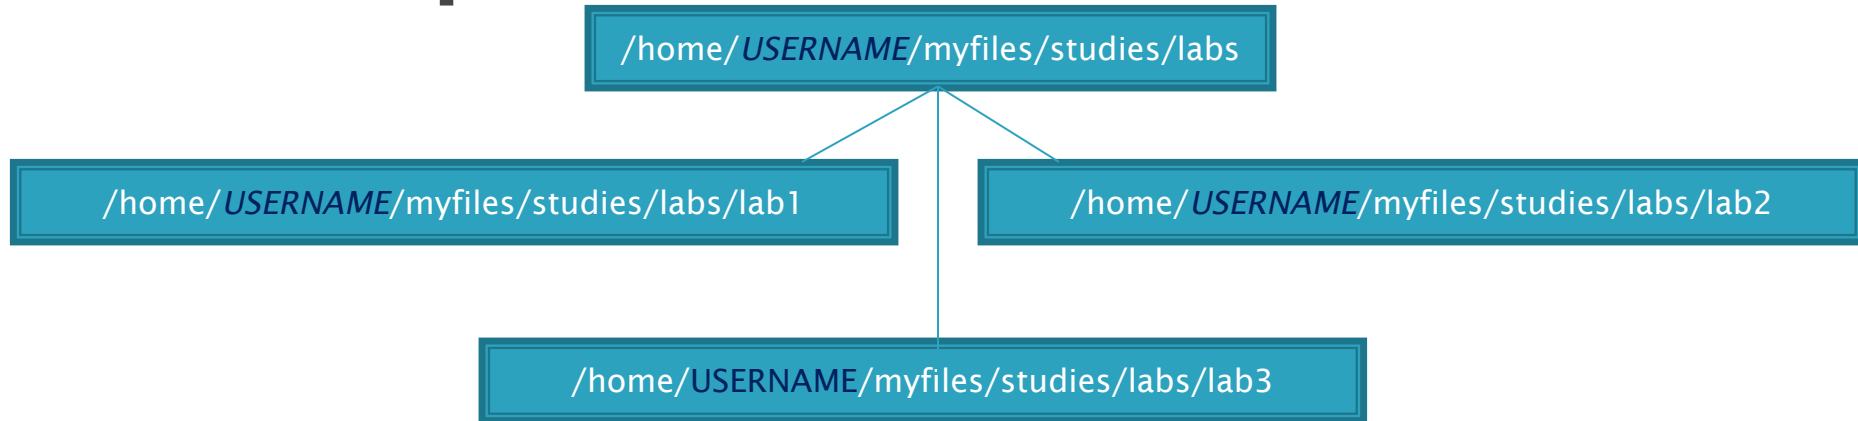 /home/USERNAME/myfiles/studies/labs
/home/USERNAME/myfiles/studies/labs/lab1
/home/USERNAME/myfiles/studies/labs/lab2
/home/USERNAME/myfiles/studies/labs/lab3